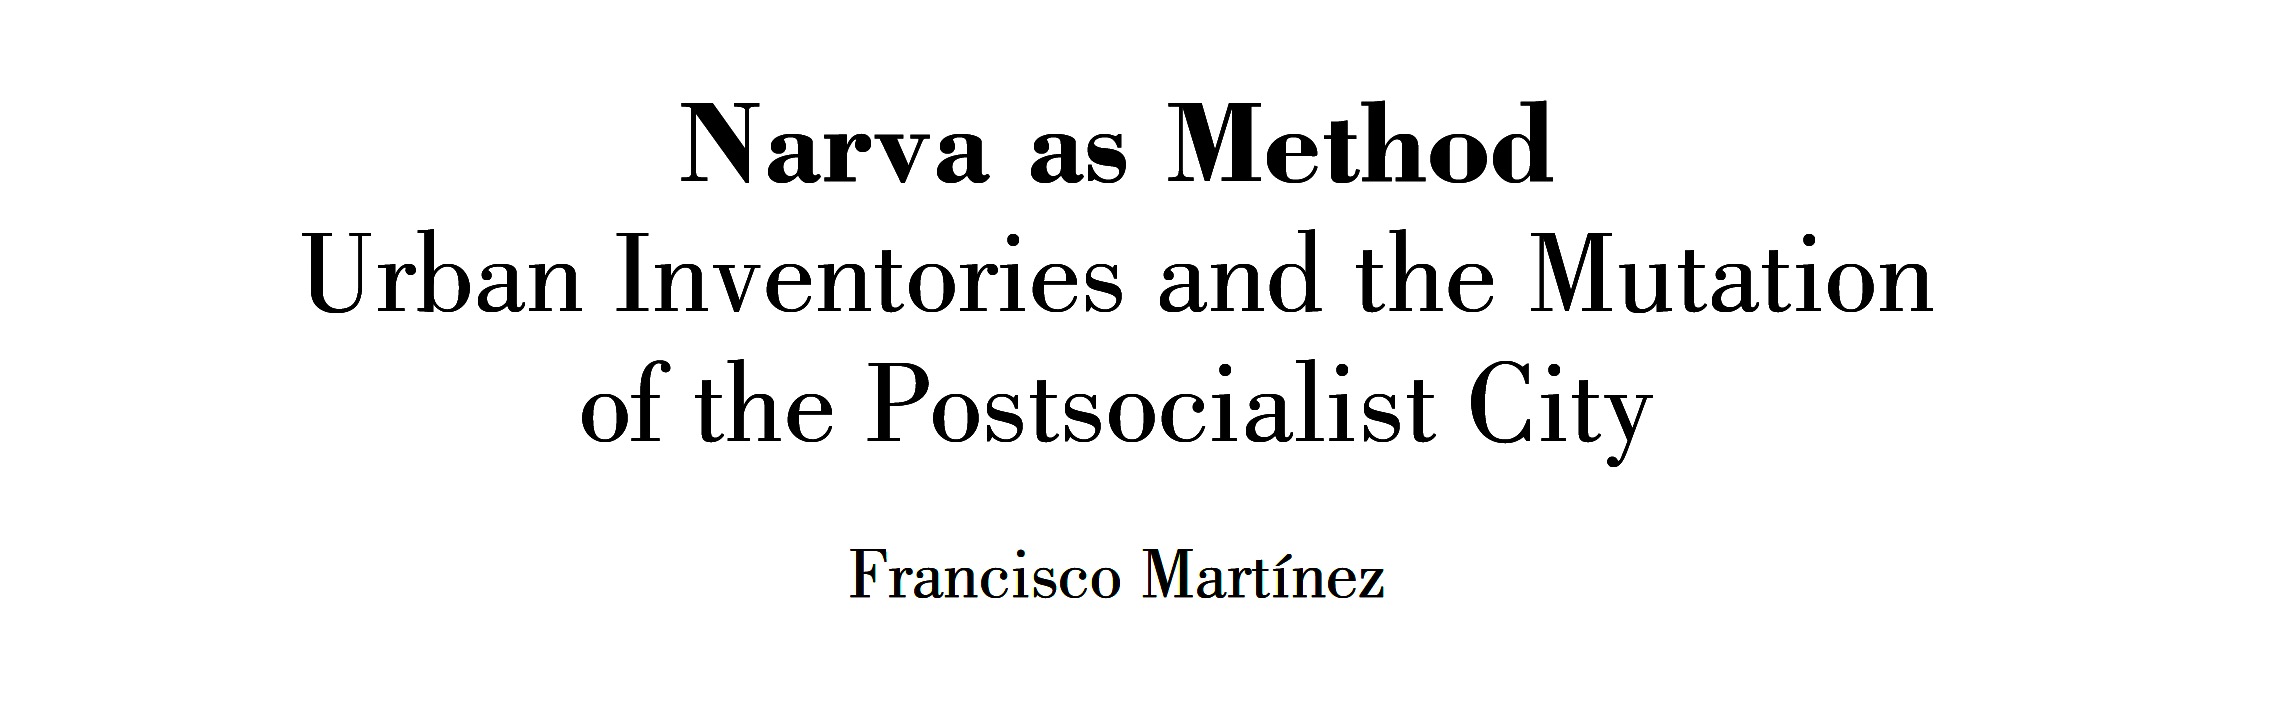 Narva as Method
Urban Inventories and the Mutation
of the Postsocialist City
Francisco Martínez